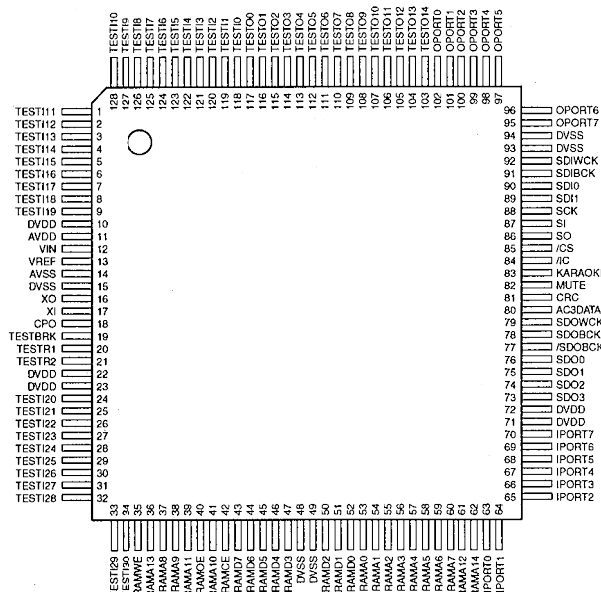 TESTI10 TESTI9 TESTI8 TESTI7 TESTI6 TESTI5 TESTI4 TESTI3 TESTI2 TESTI1 TESTI0 TESTO0 TESTO1 TESTO2 TESTO3 TESTO4 TESTO5 TESTO6 TESTO7 TESTO8 TESTO9 TESTO10 TESTO11 TESTO12 TESTO13 TESTO14 OPORT0 OPORT1 OPORT2 OPORT3 OPORT4 OPORT5
128 127 126 125 124 123 122 121 120 119 118 117 116 115 114 113 112 111 110 109 108 107 106 105 104 103 102 101 100 99 98 97
TESTI11 1
TESTI12 2
TESTI13 3
TESTI14 4
TESTI15 5
TESTI16 6
TESTI17 7
TESTI18 8
TESTI19 9
DVDD 10
AVDD 11
VIN 12
VREF 13
AVSS 14
DVSS 15
XO 16
XI 17
CPO 18
TESTBRK 19
TESTR1 20
TESTR2 21
DVDD 22
DVDD 23
TESTI20 24
TESTI21 25
TESTI22 26
TESTI23 27
TESTI24 28
TESTI25 29
TESTI26 30
TESTI27 31
TESTI28 32
96 OPORT6
95 OPORT7
94 DVSS
93 DVSS
92 SDIWCK
91 SDIBCK
90 SDI0
89 SDI1
88 SCK
87 SI
86 SO
85 /CS
84 /IC
83 KARAOKE
82 MUTE
81 CRC
80 AC3DATA
79 SDOWCK
78 SDOBCK
77 /SDOBCK
76 SDO0
75 SDO1
74 SDO2
73 SDO3
72 DVDD
71 DVDD
70 IPORT7
69 IPORT6
68 IPORT5
67 IPORT4
66 IPORT3
65 IPORT2
33 34 35 36 37 38 39 40 41 42 43 44 45 46 47 48 49 50 51 52 53 54 55 56 57 58 59 60 61 62 63 64
ESTI29 ESTI30 RAMWE RAMA13 RAMA8 RAMA9 RAMA11 RAMOE RAMA10 RAMCE RAMD7 RAMD6 RAMD5 RAMD4 RAMD3 DVSS DVSS RAMD2 RAMD1 RAMD0 RAMA0 RAMA1 RAMA2 RAMA3 RAMA4 RAMA5 RAMA6 RAMA7 RAMA12 RAMA14 IPORT0 IPORT1